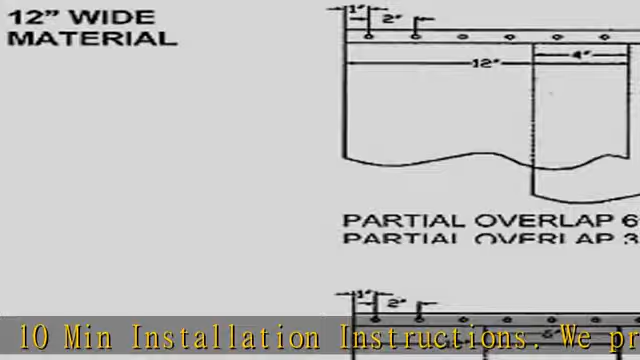 12” WIDE
MATERIAL
1"
2"
4"
12"
PARTIAL OVERLAP 6
PARTIAL OVERLAP 3
1"
2"
6"
10 Min Installation Instructions. We pr